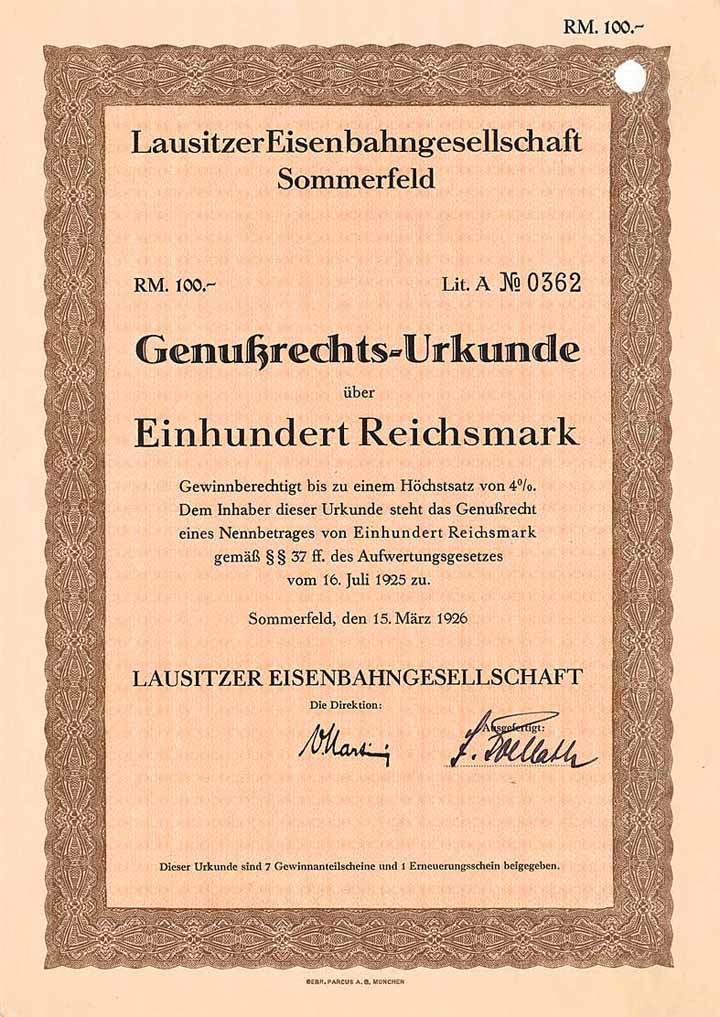 RM. 100.-
Lausitzer Eisenbahngesellschaft
Sommerfeld
RM. 100.- Lit. A № 0362
Genußrechts-Urkunde
über
Einhundert Reichsmark
Gewinnberechtigt bis zu einem Höchstsatz von 4%.
Dem Inhaber dieser Urkunde steht das Genußrecht
eines Nennbetrages von Einhundert Reichsmark
gemäß §§ 37 ff. des Aufwertungsgesetzes
vom 16. Juli 1925 zu.
Sommerfeld, den 15. März 1926
LAUSITZER EISENBAHNGESELLSCHAFT
Die Direktion:
Ausgefertigt:
Dieser Urkunde sind 7 Gewinnanteilscheine und 1 Erneuerungsschein beigegeben.
GEBR. PARCUS A. G. MÜNCHEN